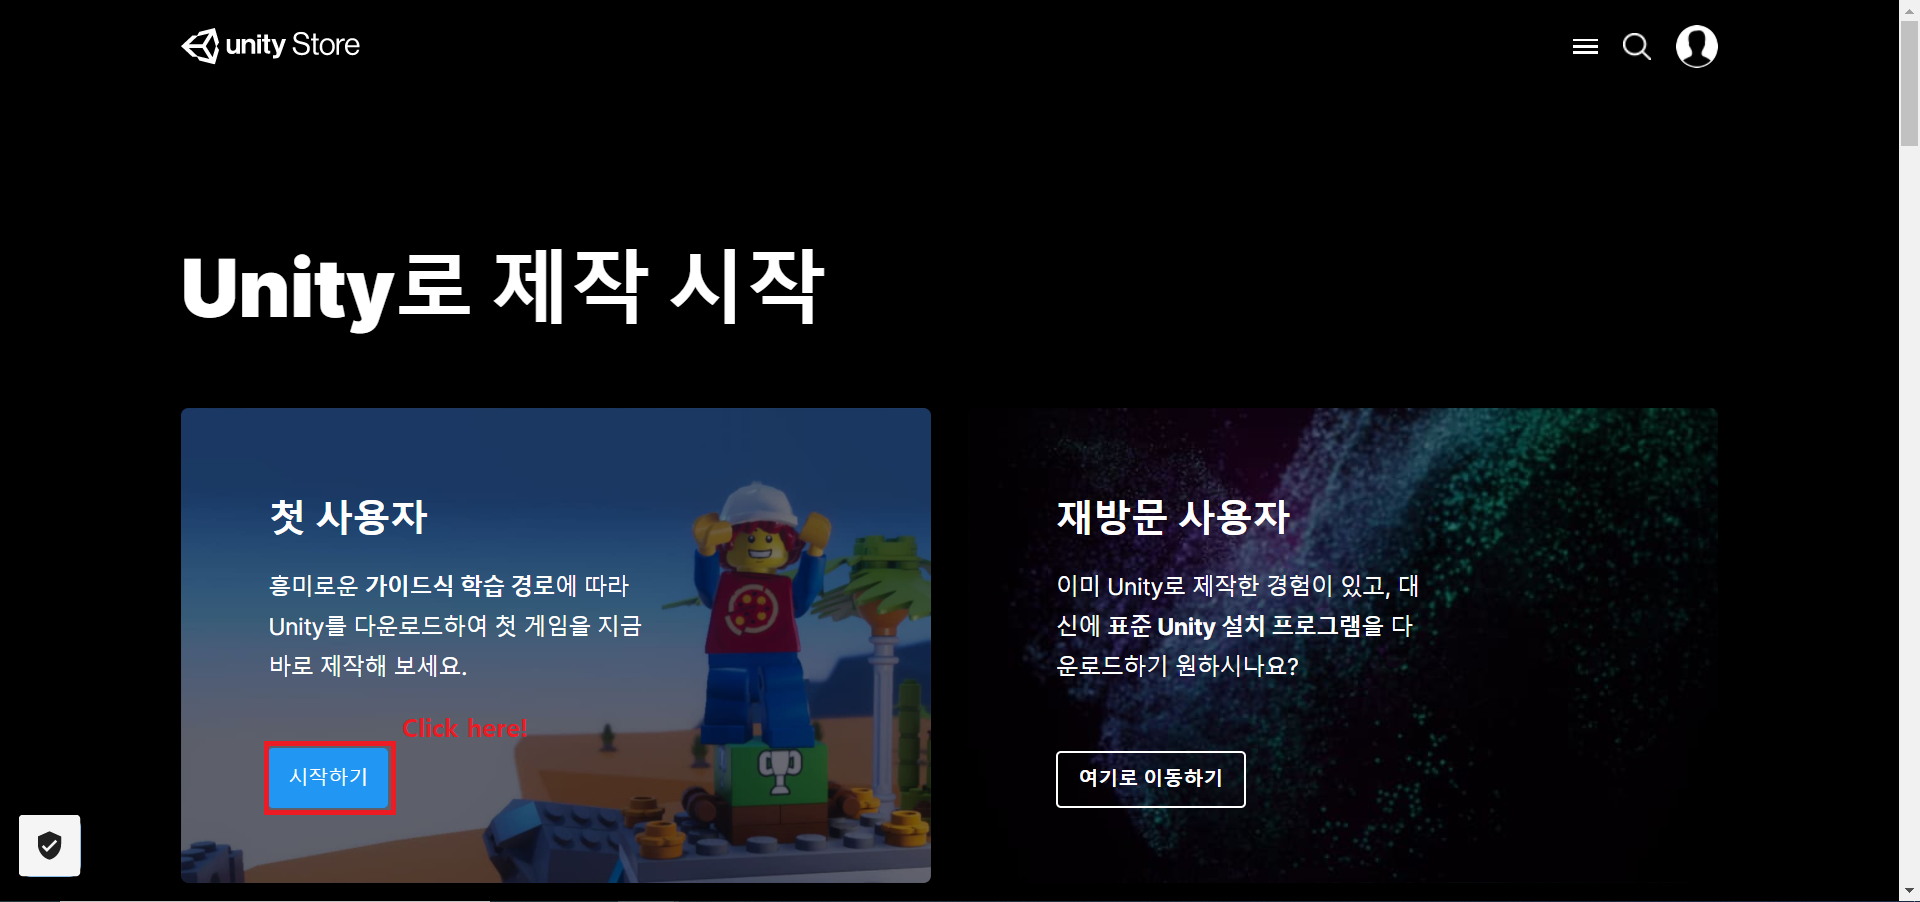 unity Store
Unity로 제작 시작
첫 사용자
흥미로운 가이드식 학습 경로에 따라
Unity를 다운로드하여 첫 게임을 지금
바로 제작해 보세요.
Click here!
시작하기
재방문 사용자
이미 Unity로 제작한 경험이 있고, 대
신에 표준 Unity 설치 프로그램을 다
운로드하기 원하시나요?
여기로 이동하기